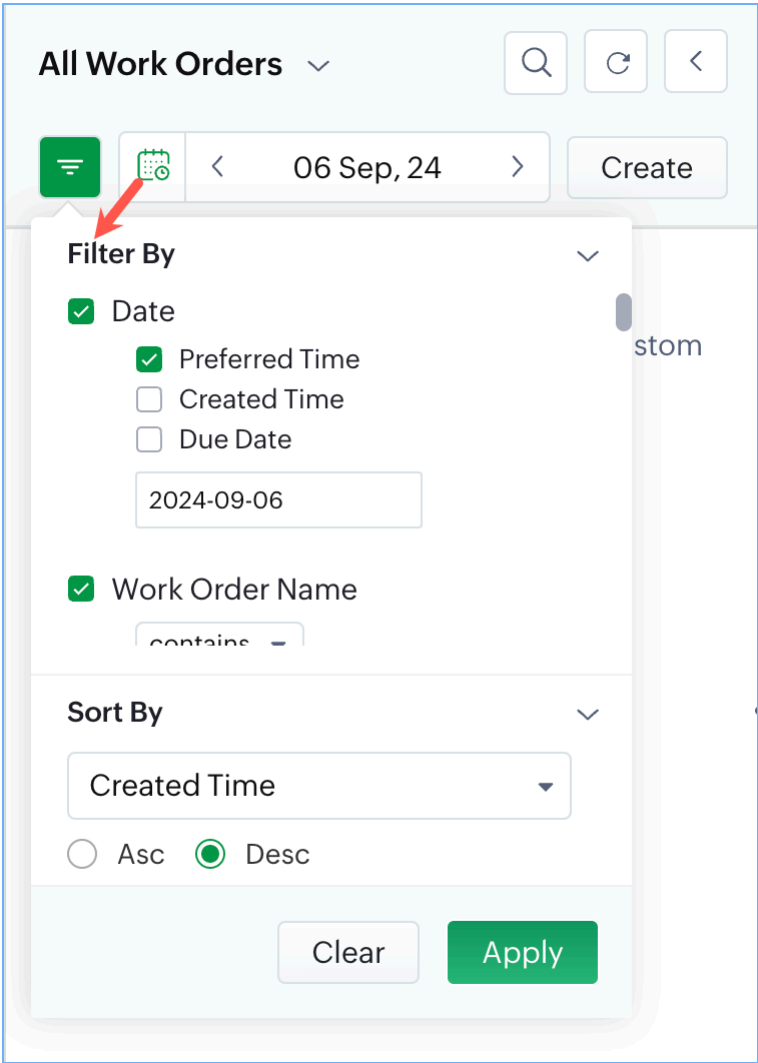 All Work Orders
06 Sep, 24
Create
Filter By
Date
stom
Preferred Time
Created Time
Due Date
2024-09-06
Work Order Name
contains
Sort By
Created Time
Asc Desc
Clear Apply